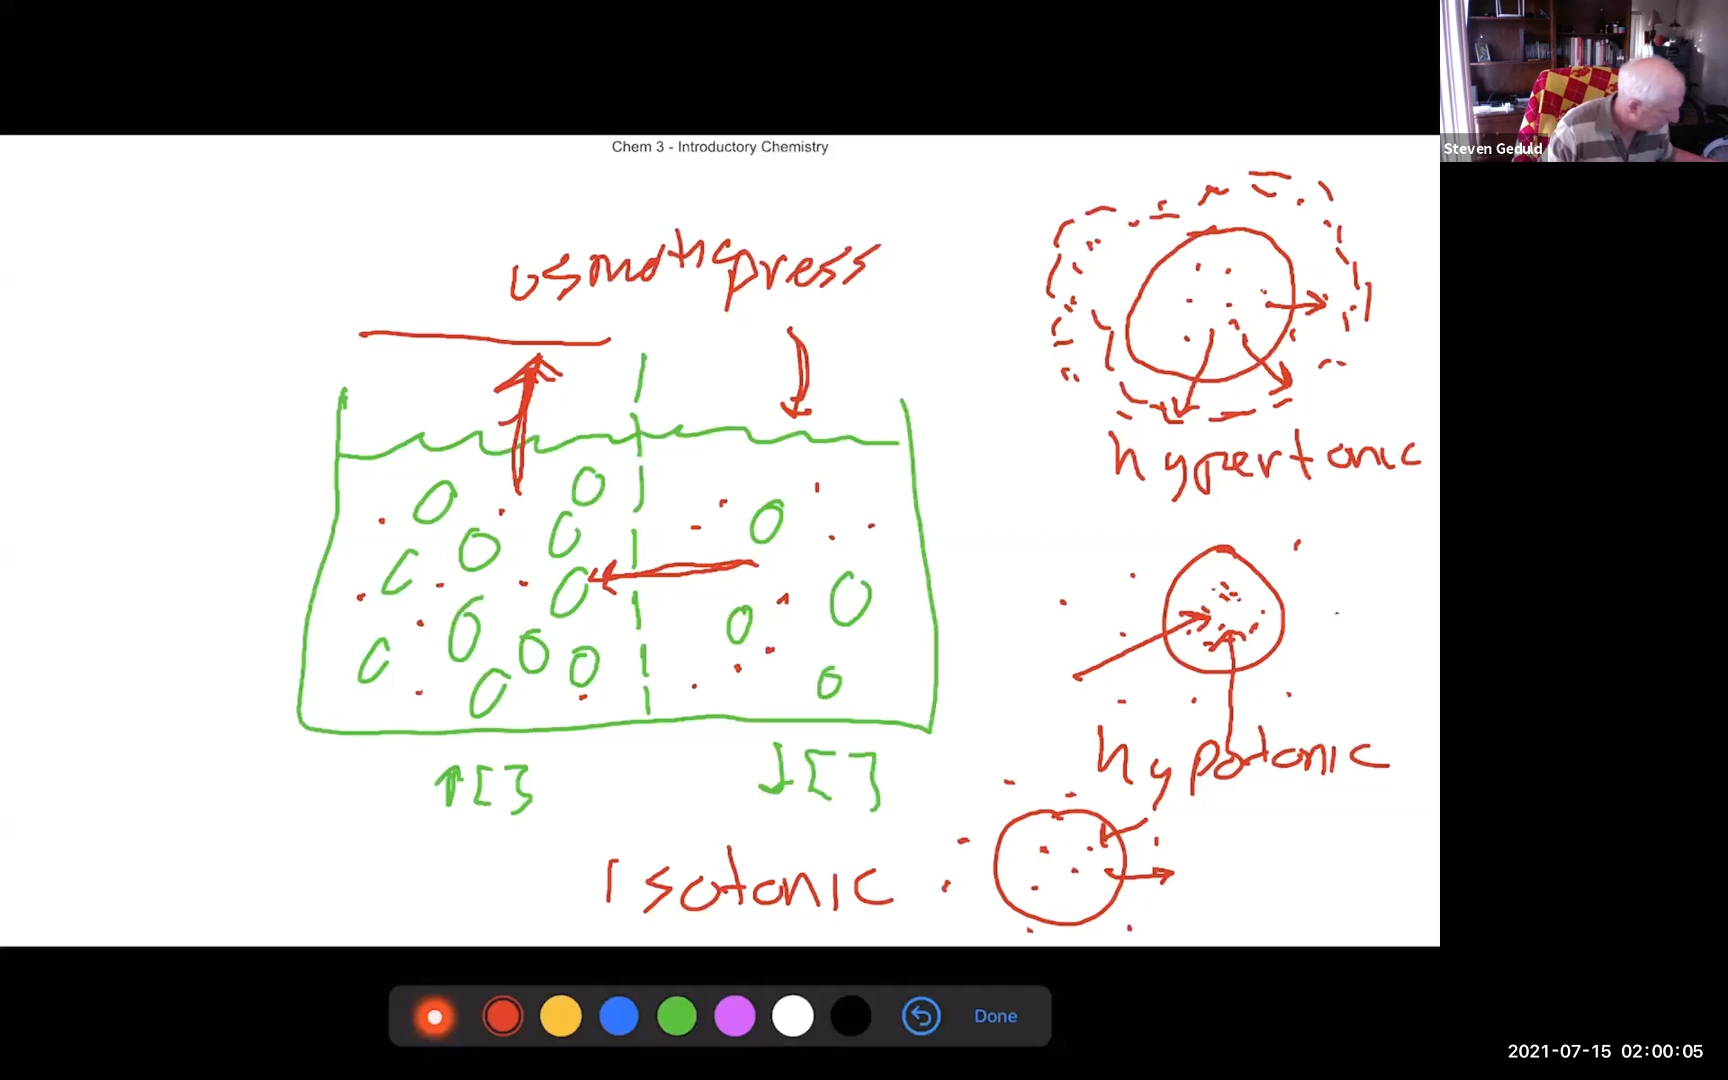 Chem 3 - Introductory Chemistry
Steven Geduld
osmotic press
hypertonic
hypotonic
↑[ ]
↓[ ]
isotonic
Done
2021-07-15 02:00:05